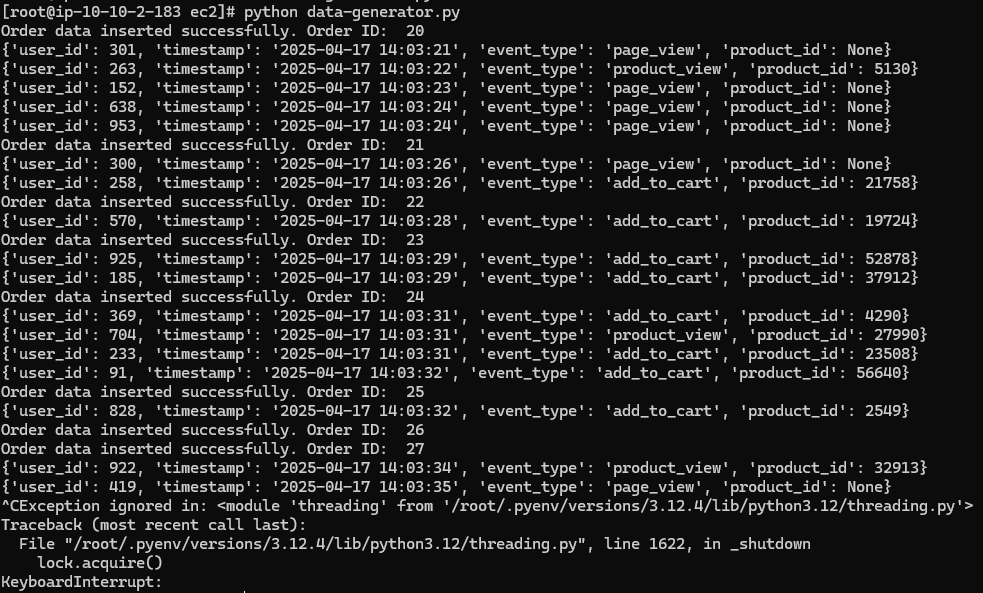 [root@ip-10-10-2-183 ec2]# python data-generator.py
Order data inserted successfully. Order ID:  20
{'user_id': 301, 'timestamp': '2025-04-17 14:03:21', 'event_type': 'page_view', 'product_id': None}
{'user_id': 263, 'timestamp': '2025-04-17 14:03:22', 'event_type': 'product_view', 'product_id': 5130}
{'user_id': 152, 'timestamp': '2025-04-17 14:03:23', 'event_type': 'page_view', 'product_id': None}
{'user_id': 638, 'timestamp': '2025-04-17 14:03:24', 'event_type': 'page_view', 'product_id': None}
{'user_id': 953, 'timestamp': '2025-04-17 14:03:24', 'event_type': 'page_view', 'product_id': None}
Order data inserted successfully. Order ID:  21
{'user_id': 300, 'timestamp': '2025-04-17 14:03:26', 'event_type': 'page_view', 'product_id': None}
{'user_id': 258, 'timestamp': '2025-04-17 14:03:26', 'event_type': 'add_to_cart', 'product_id': 21758}
Order data inserted successfully. Order ID:  22
{'user_id': 570, 'timestamp': '2025-04-17 14:03:28', 'event_type': 'add_to_cart', 'product_id': 19724}
Order data inserted successfully. Order ID:  23
{'user_id': 925, 'timestamp': '2025-04-17 14:03:29', 'event_type': 'add_to_cart', 'product_id': 52878}
{'user_id': 185, 'timestamp': '2025-04-17 14:03:29', 'event_type': 'add_to_cart', 'product_id': 37912}
Order data inserted successfully. Order ID:  24
{'user_id': 369, 'timestamp': '2025-04-17 14:03:31', 'event_type': 'add_to_cart', 'product_id': 4290}
{'user_id': 704, 'timestamp': '2025-04-17 14:03:31', 'event_type': 'product_view', 'product_id': 27990}
{'user_id': 233, 'timestamp': '2025-04-17 14:03:31', 'event_type': 'add_to_cart', 'product_id': 23508}
{'user_id': 91, 'timestamp': '2025-04-17 14:03:32', 'event_type': 'add_to_cart', 'product_id': 56640}
Order data inserted successfully. Order ID:  25
{'user_id': 828, 'timestamp': '2025-04-17 14:03:32', 'event_type': 'add_to_cart', 'product_id': 2549}
Order data inserted successfully. Order ID:  26
Order data inserted successfully. Order ID:  27
{'user_id': 922, 'timestamp': '2025-04-17 14:03:34', 'event_type': 'product_view', 'product_id': 32913}
{'user_id': 419, 'timestamp': '2025-04-17 14:03:35', 'event_type': 'page_view', 'product_id': None}
^CException ignored in: <module 'threading' from '/root/.pyenv/versions/3.12.4/lib/python3.12/threading.py'>
Traceback (most recent call last):
  File "/root/.pyenv/versions/3.12.4/lib/python3.12/threading.py", line 1622, in _shutdown
    lock.acquire()
KeyboardInterrupt: